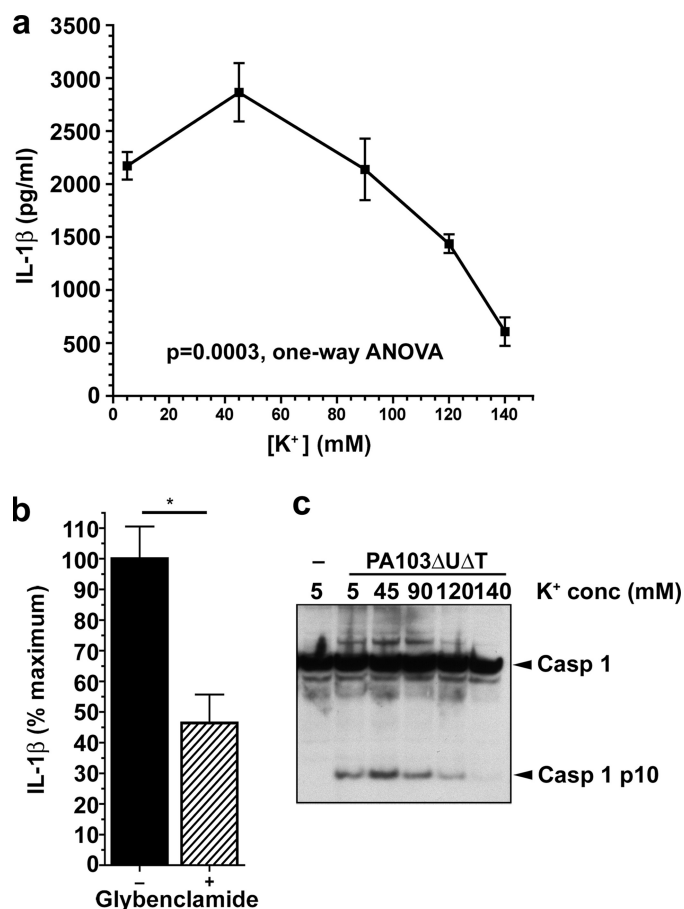 a
3500
3000
2500
2000
1500
1000
500
0
IL-1β (pg/ml)
p=0.0003, one-way ANOVA
0 20 40 60 80 100 120 140
[K⁺] (mM)
b
*
110
100
90
80
70
60
50
40
30
20
10
0
IL-1β (% maximum)
– +
Glybenclamide
c
– PA103ΔUΔT
5 5 45 90 120 140 K⁺ conc (mM)
Casp 1
Casp 1 p10